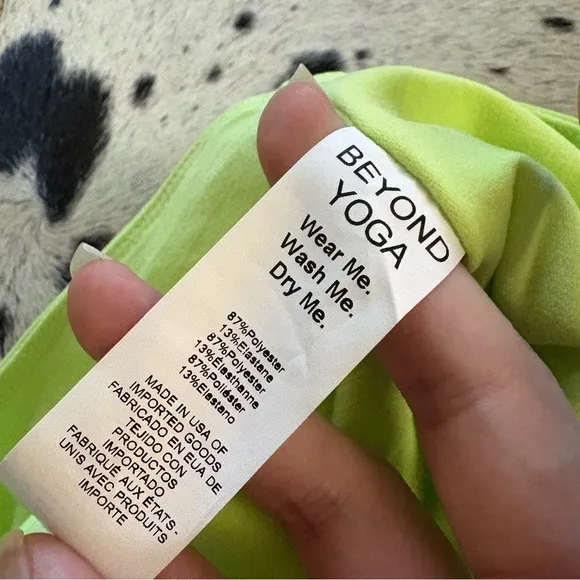 BEYOND
YOGA
Wear Me.
Wash Me.
Dry Me.
87%Polyester
13%Elastane
87%Polyester
13%Élasthanne
87%Poliéster
13%Elastano
MADE IN USA OF
IMPORTED GOODS
FABRICADO EN EUA DE
TEJIDO CON
PRODUCTOS
IMPORTADO
FABRIQUÉ AUX ÉTATS-
UNIS AVEC PRODUITS
IMPORTE